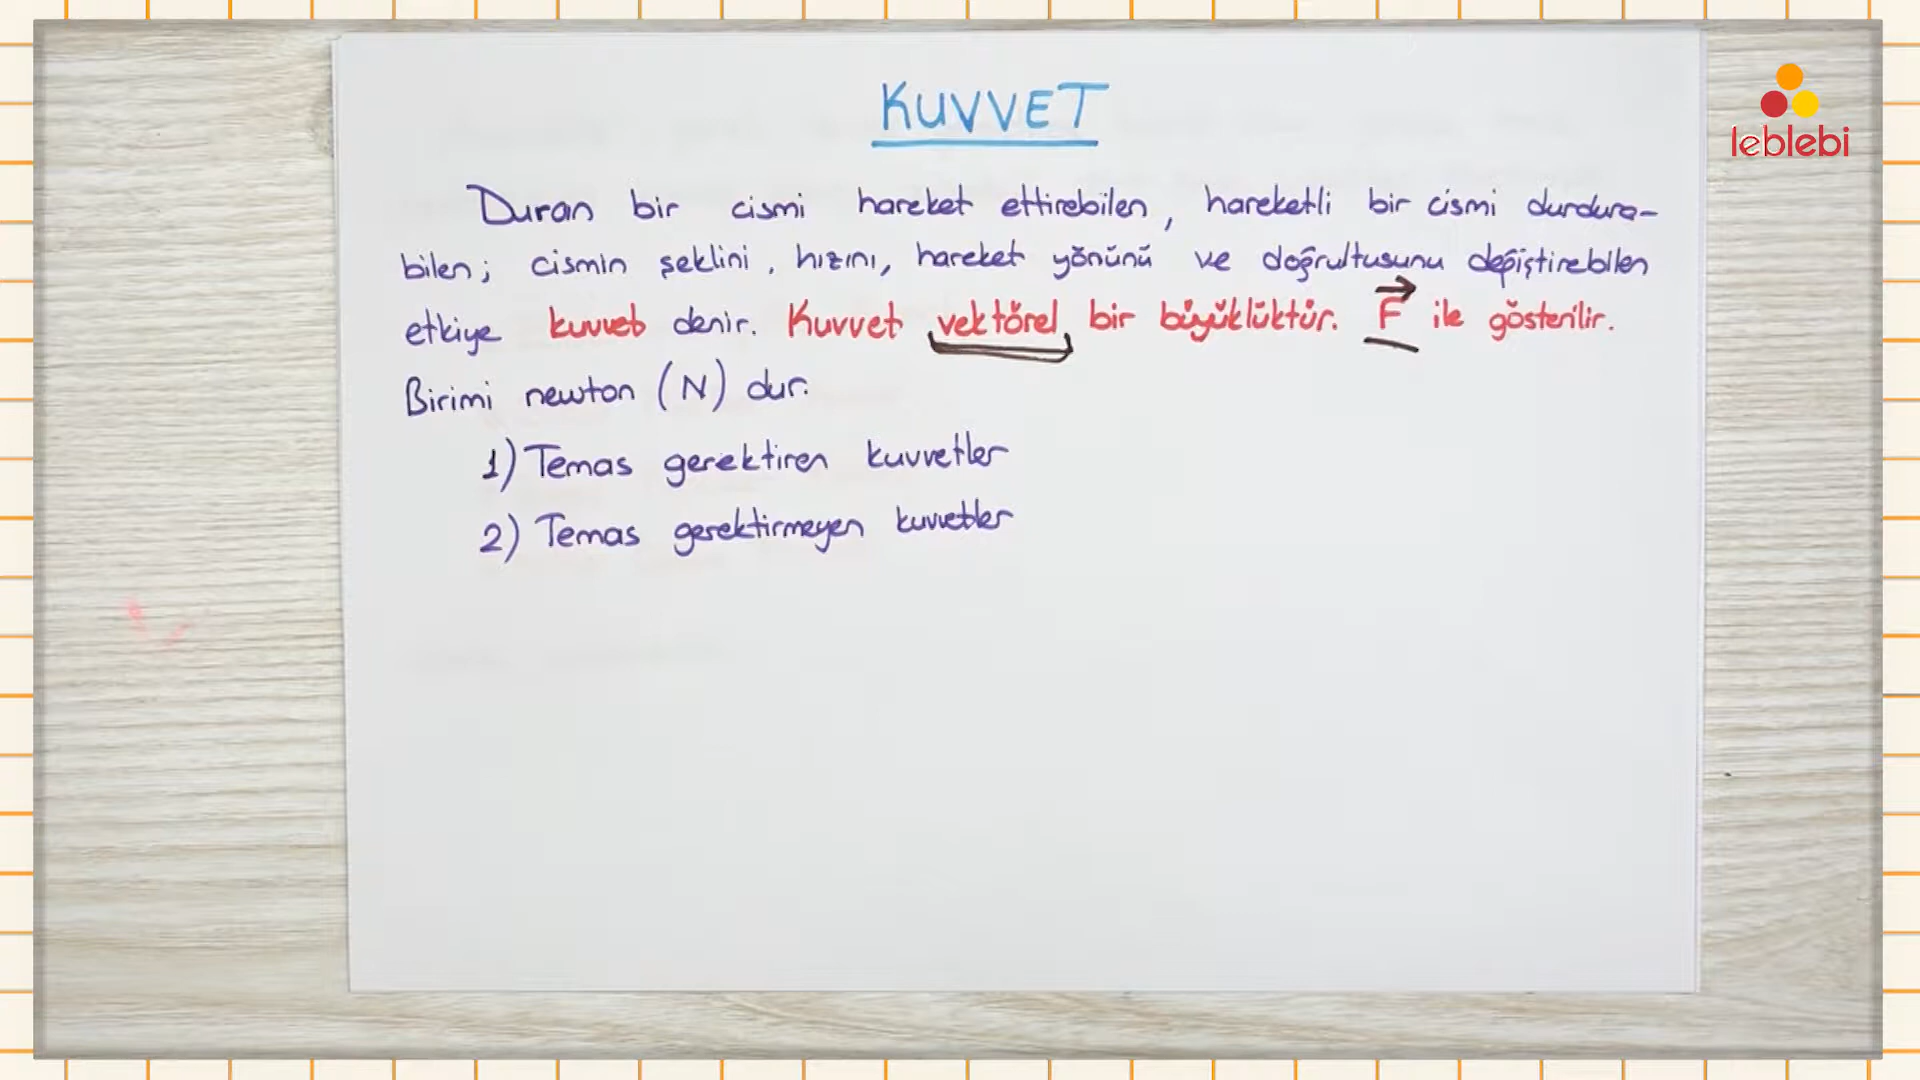 KUVVET
leblebi
Duran bir cismi hareket ettirebilen, hareketli bir cismi durdura-
bilen; cismin şeklini, hızını, hareket yönünü ve doğrultusunu değiştirebilen
etkiye kuvvet denir. Kuvvet vektörel bir büyüklüktür. F ile gösterilir.
Birimi newton (N) dur.
1) Temas gerektiren kuvvetler
2) Temas gerektirmeyen kuvvetler